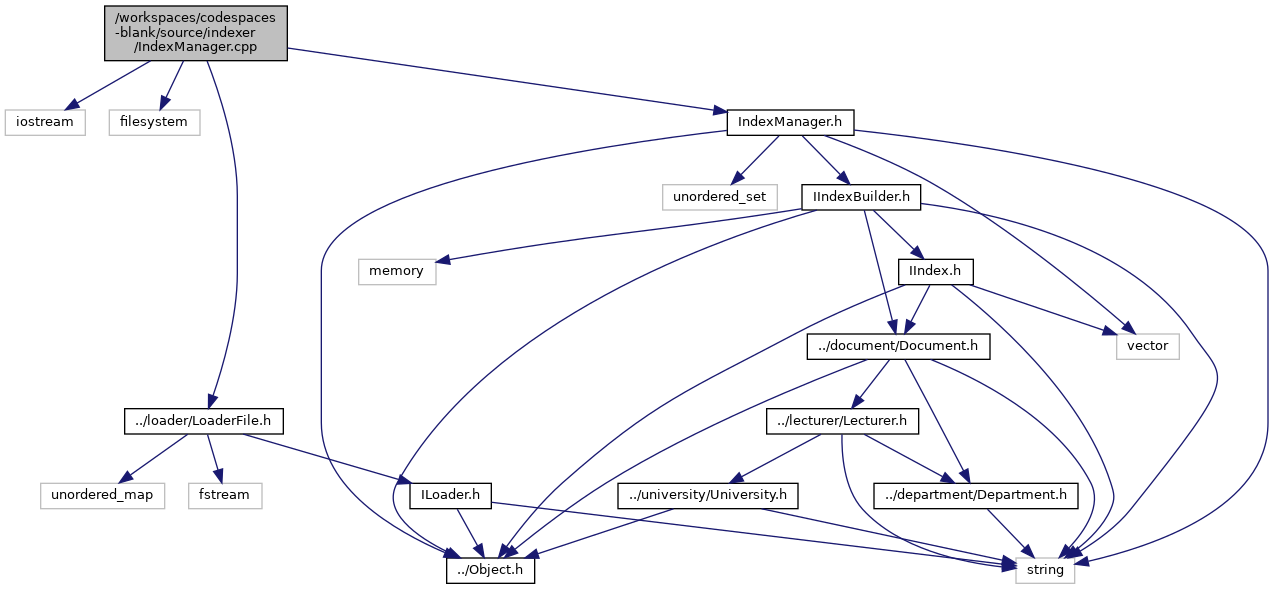 /workspaces/codespaces
-blank/source/indexer
/IndexManager.cpp
iostream
filesystem
IndexManager.h
unordered_set
IIndexBuilder.h
memory
IIndex.h
../document/Document.h
vector
../loader/LoaderFile.h
../lecturer/Lecturer.h
unordered_map
fstream
ILoader.h
../university/University.h
../department/Department.h
../Object.h
string